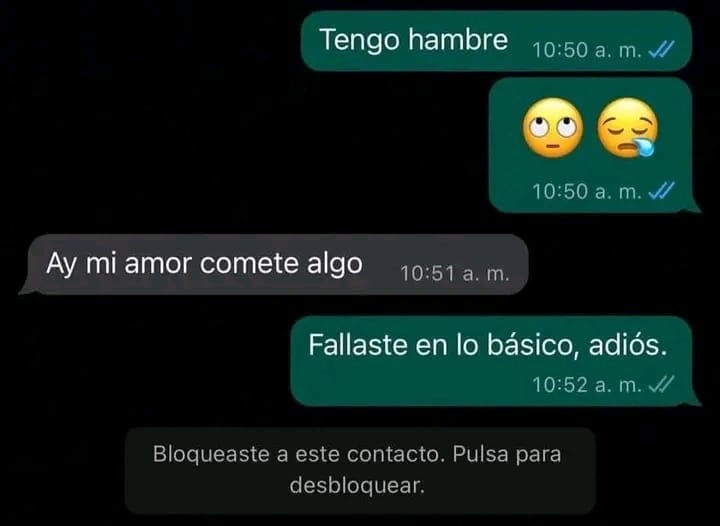 Tengo hambre 10:50 a. m.
🙄 😪
10:50 a. m.
Ay mi amor comete algo 10:51 a. m.
Fallaste en lo básico, adiós.
10:52 a. m.
Bloqueaste a este contacto. Pulsa para
desbloquear.